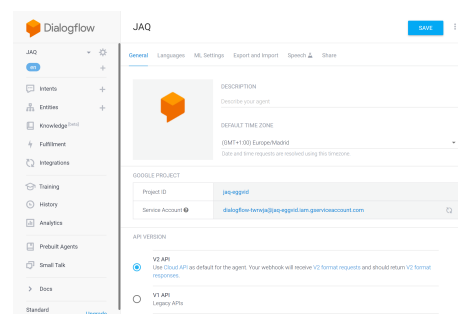 Dialogflow
JAQ
SAVE
JAQ
en
General Languages ML Settings Export and Import Speech Share
Intents
Entities
Knowledge [beta]
Fulfillment
Integrations
Training
History
Analytics
Prebuilt Agents
Small Talk
Docs
Standard
Upgrade
DESCRIPTION
Describe your agent
DEFAULT TIME ZONE
(GMT+1:00) Europe/Madrid
Date and time requests are resolved using this timezone.
GOOGLE PROJECT
Project ID jaq-eggvid
Service Account dialogflow-twrwja@jaq-eggvid.iam.gserviceaccount.com
API VERSION
V2 API
Use Cloud API as default for the agent. Your webhook will receive V2 format requests and should return V2 format
responses.
V1 API
Legacy APIs